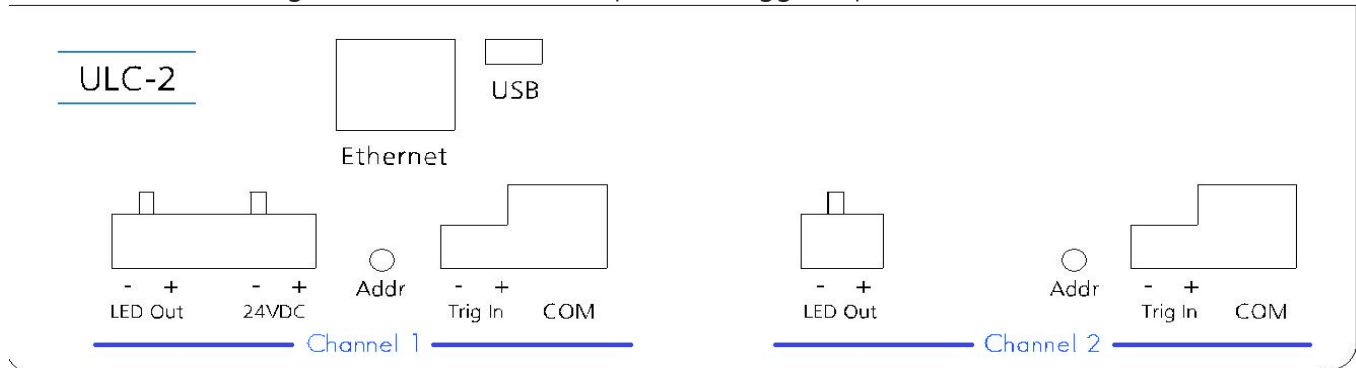 ULC-2
USB
Ethernet
- + - + Addr - + - + Addr - +
LED Out 24VDC Trig In COM LED Out Trig In COM
Channel 1 Channel 2